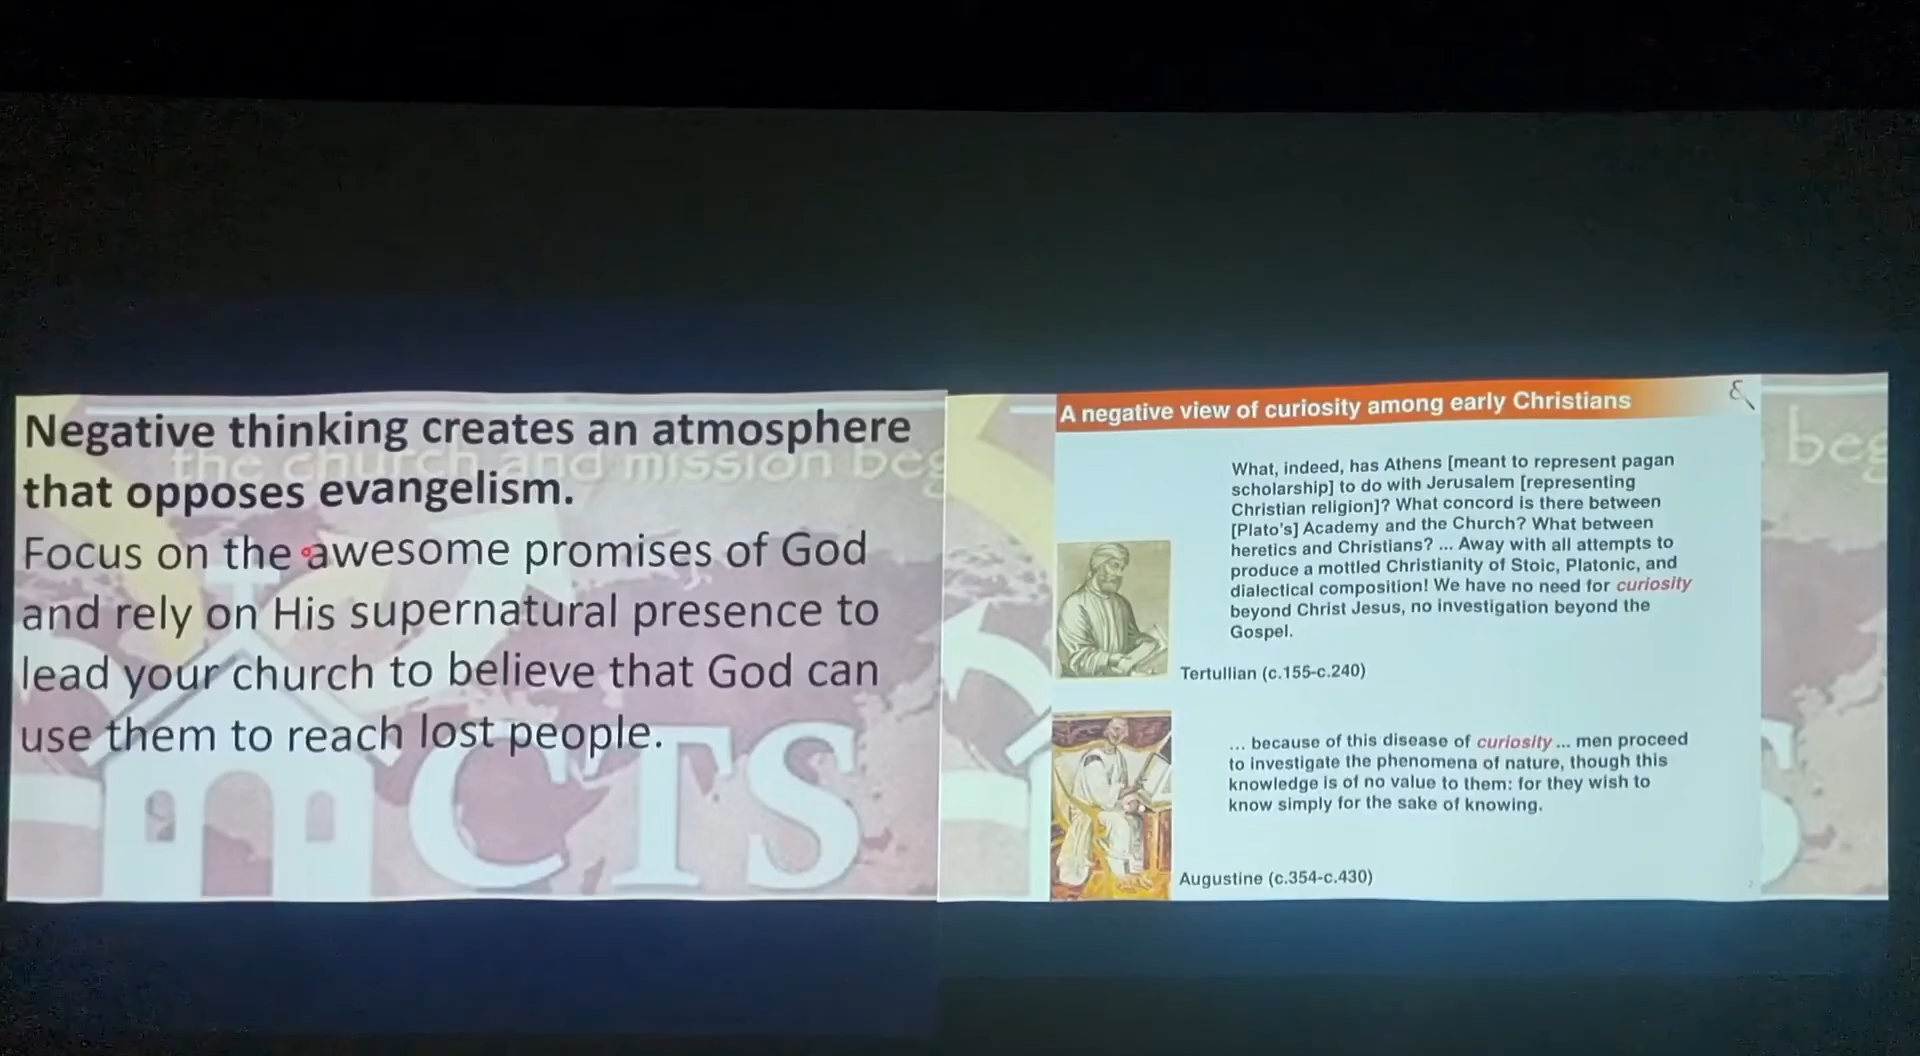 Negative thinking creates an atmosphere
that opposes evangelism.
Focus on the awesome promises of God
and rely on His supernatural presence to
lead your church to believe that God can
use them to reach lost people.
the church and mission beg
CTS
A negative view of curiosity among early Christians
What, indeed, has Athens [meant to represent pagan
scholarship] to do with Jerusalem [representing
Christian religion]? What concord is there between
[Plato's] Academy and the Church? What between
heretics and Christians? ... Away with all attempts to
produce a mottled Christianity of Stoic, Platonic, and
dialectical composition! We have no need for curiosity
beyond Christ Jesus, no investigation beyond the
Gospel.
Tertullian (c.155-c.240)
... because of this disease of curiosity ... men proceed
to investigate the phenomena of nature, though this
knowledge is of no value to them: for they wish to
know simply for the sake of knowing.
Augustine (c.354-c.430)
beg
S